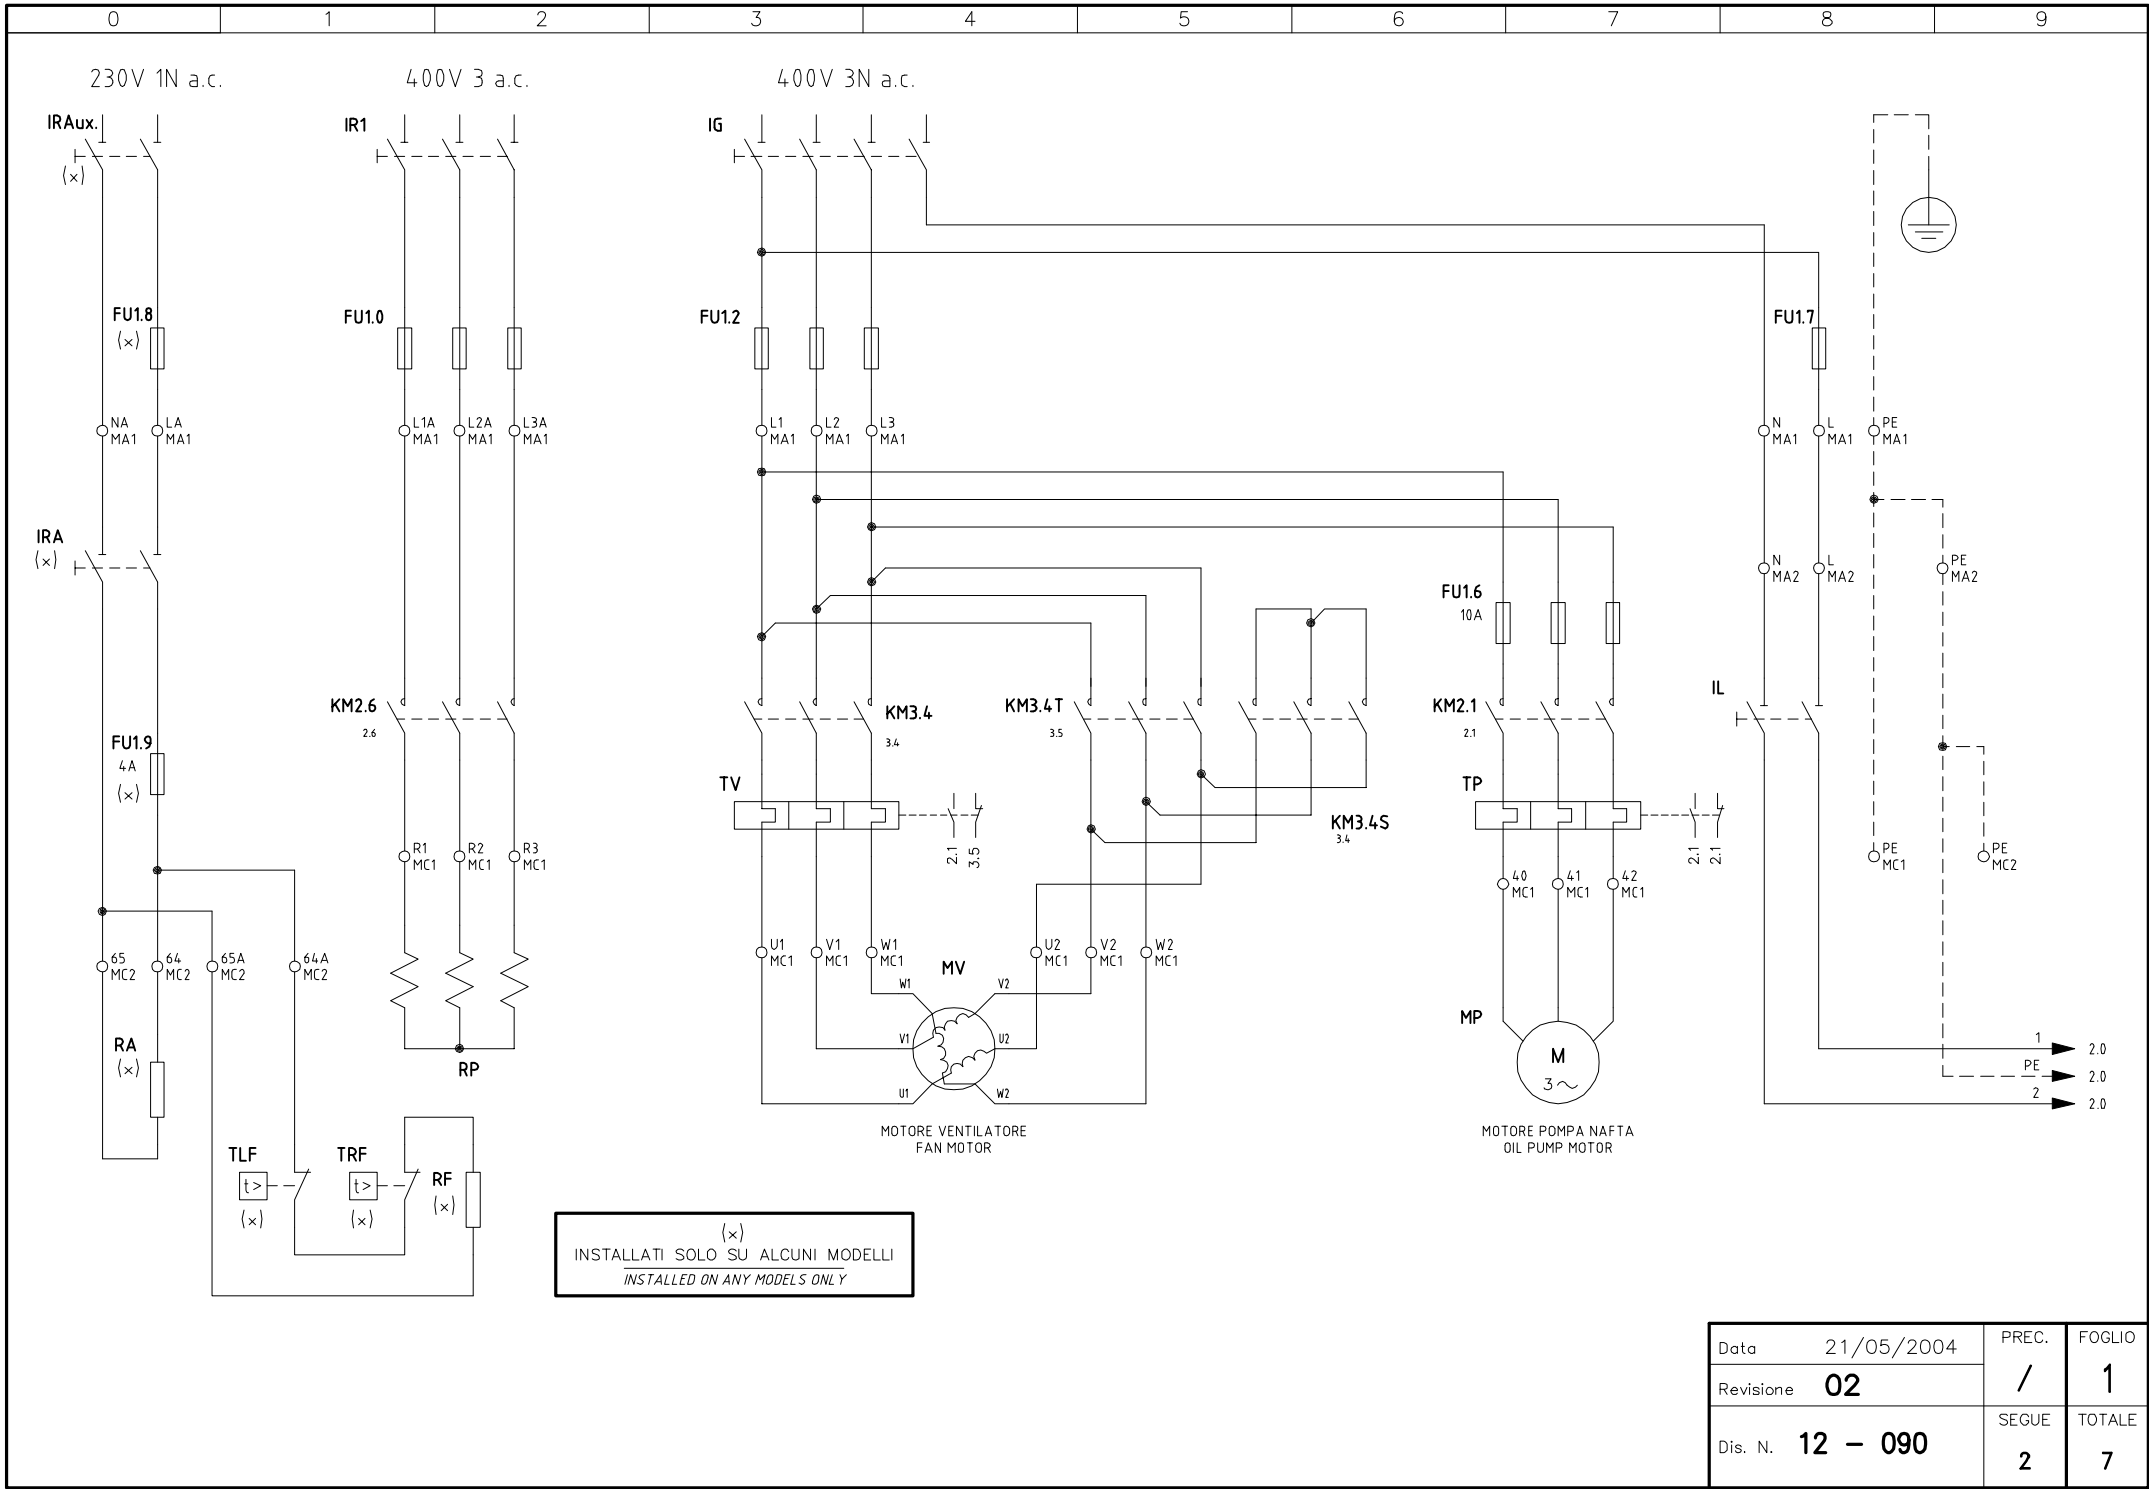 0 1 2 3 4 5 6 7 8 9
230V 1N a.c. 400V 3 a.c. 400V 3N a.c.
IRAux. IR1 IG
(x)
FU1.8 FU1.0 FU1.2 FU1.7
(x)
NA LA L1A L2A L3A L1 L2 L3 N L PE
MA1 MA1 MA1 MA1 MA1 MA1 MA1 MA1 MA1 MA1 MA1
IRA
(x)
N L PE
MA2 MA2 MA2
FU1.6
10A
IL
KM2.6 KM3.4 KM3.4T KM2.1
2.6 3.4 3.5 2.1
FU1.9
4A
(x)
TV TP
KM3.4S
3.4
2.1 3.5 2.1 2.1
R1 R2 R3 PE PE
MC1 MC1 MC1 MC1 MC2
40 41 42
MC1 MC1 MC1
65 64 65A 64A
MC2 MC2 MC2 MC2
U1 V1 W1 U2 V2 W2
MC1 MC1 MC1 MC1 MC1 MC1
MV
W1 V2
V1 U2
U1 W2
MP
M
3~
RA
(x)
RP
1 2.0
PE 2.0
2 2.0
MOTORE VENTILATORE
FAN MOTOR
MOTORE POMPA NAFTA
OIL PUMP MOTOR
TLF TRF RF
t> t>
(x) (x) (x)
(x)
INSTALLATI SOLO SU ALCUNI MODELLI
INSTALLED ON ANY MODELS ONLY
Data 21/05/2004
Revisione 02
Dis. N. 12 - 090
PREC.
/
SEGUE
2
FOGLIO
1
TOTALE
7